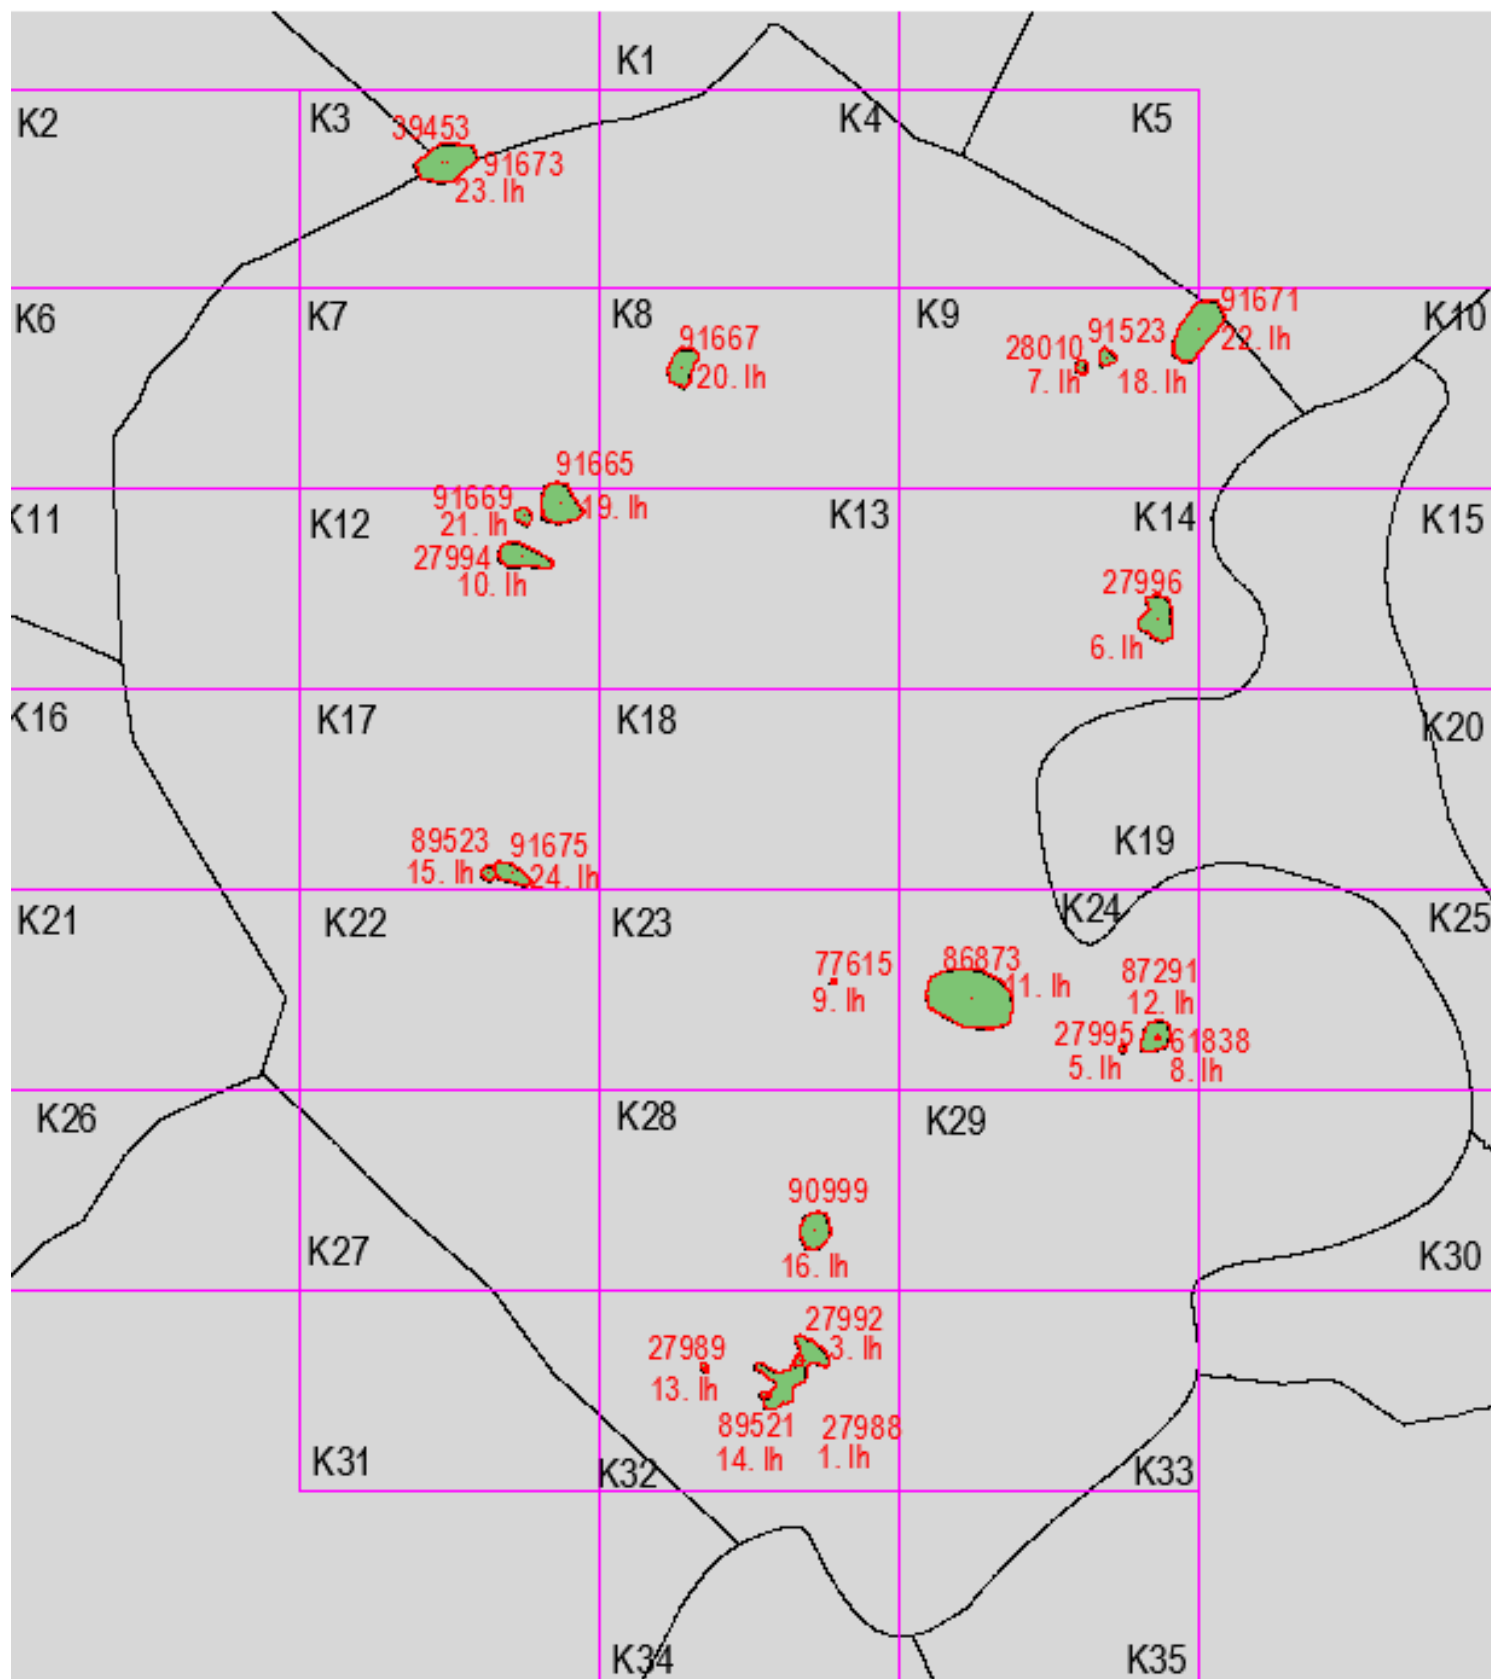 K1
K2
K3
K4
K5
39453
91673
23. lh
K6
K7
K8
K9
K10
91667
20. lh
28010
7. lh
91523
18. lh
91671
22. lh
91665
19. lh
K11
K12
K13
K14
K15
91669
21. lh
27994
10. lh
27996
6. lh
K16
K17
K18
K20
K19
89523
15. lh
91675
24. lh
K21
K22
K23
K24
K25
77615
9. lh
86873
11. lh
87291
12. lh
27995
5. lh
61838
8. lh
K26
K28
K29
90999
16. lh
K27
K30
27992
3. lh
27989
13. lh
89521
14. lh
27988
1. lh
K31
K32
K33
K34
K35